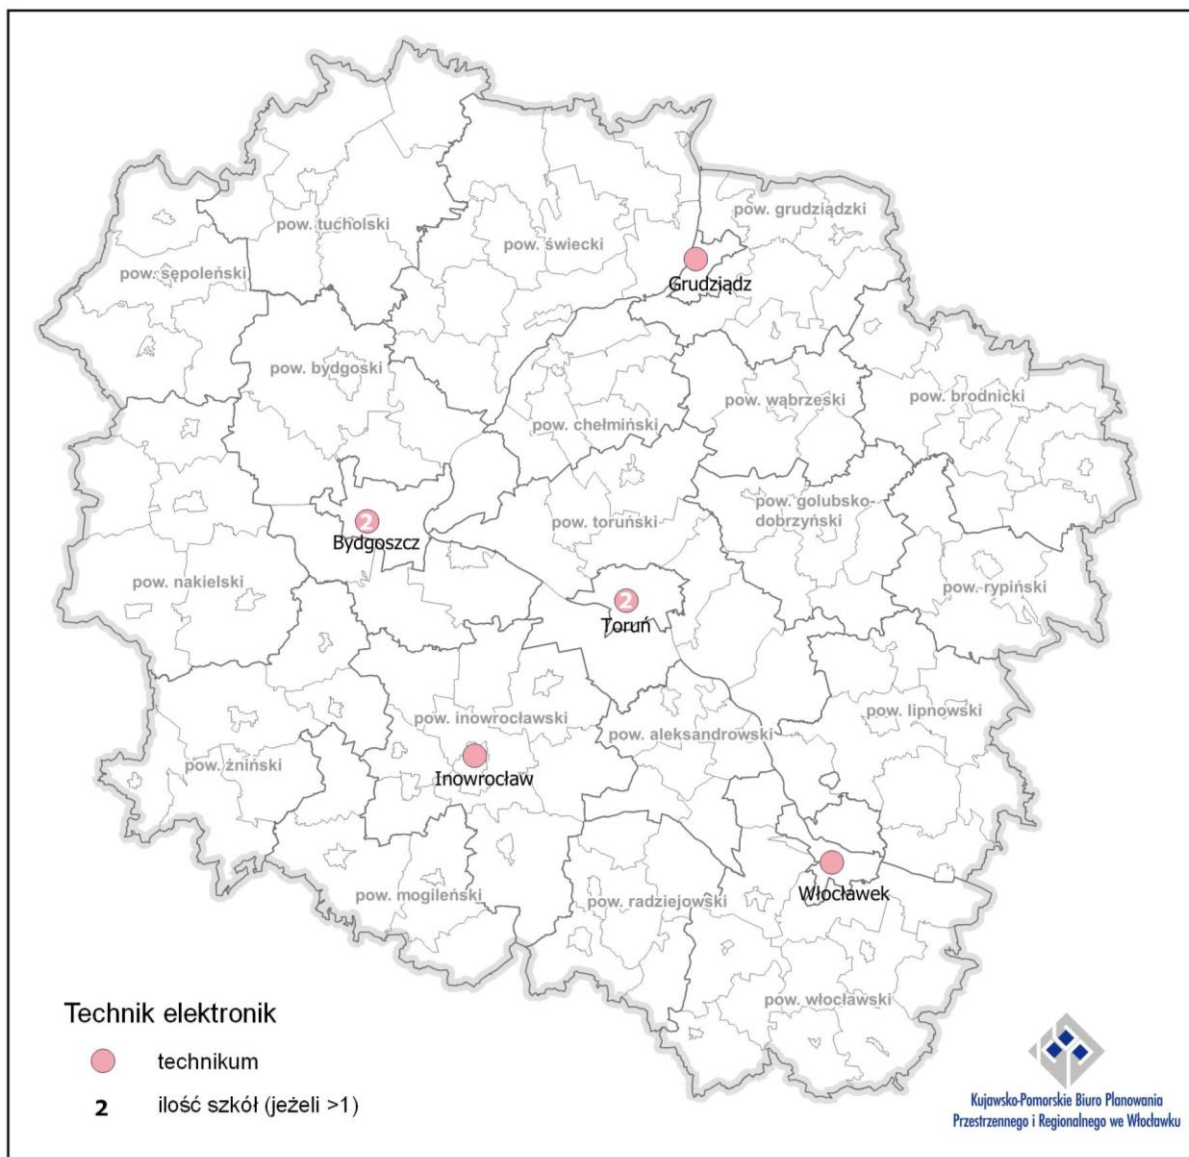 pow. grudziądzki
pow. tucholski
pow. świecki
pow. sępoleński
Grudziądz
pow. bydgoski
pow. wąbrzeski
pow. brodnicki
pow. chełmiński
pow. golubsko-
dobrzyński
pow. toruński
2
Bydgoszcz
pow. nakielski
pow. rypiński
2
Toruń
pow. lipnowski
pow. inowrocławski
pow. aleksandrowski
pow. żniński
Inowrocław
Włocławek
pow. mogileński
pow. radziejowski
pow. włocławski
Technik elektronik
technikum
2 ilość szkół (jeżeli >1)
Kujawsko-Pomorskie Biuro Planowania
Przestrzennego i Regionalnego we Włocławku